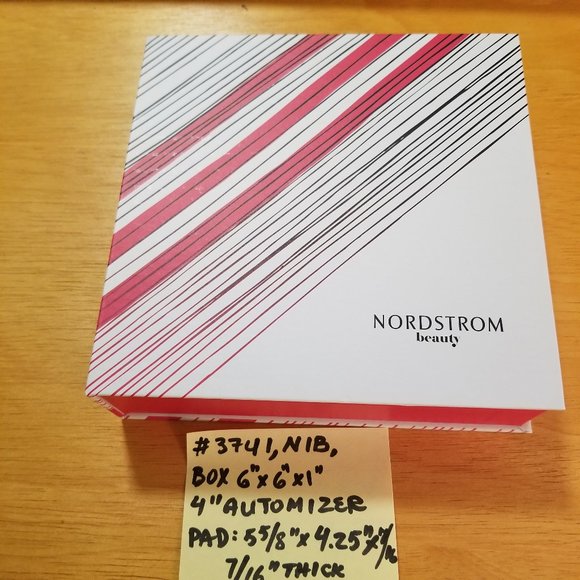 NORDSTROM
beauty
#3741, NIB,
BOX 6"x 6"x1"
4" AUTOMIZER
PAD: 5 5/8" x 4.25" x 7/16
7/16" THICK